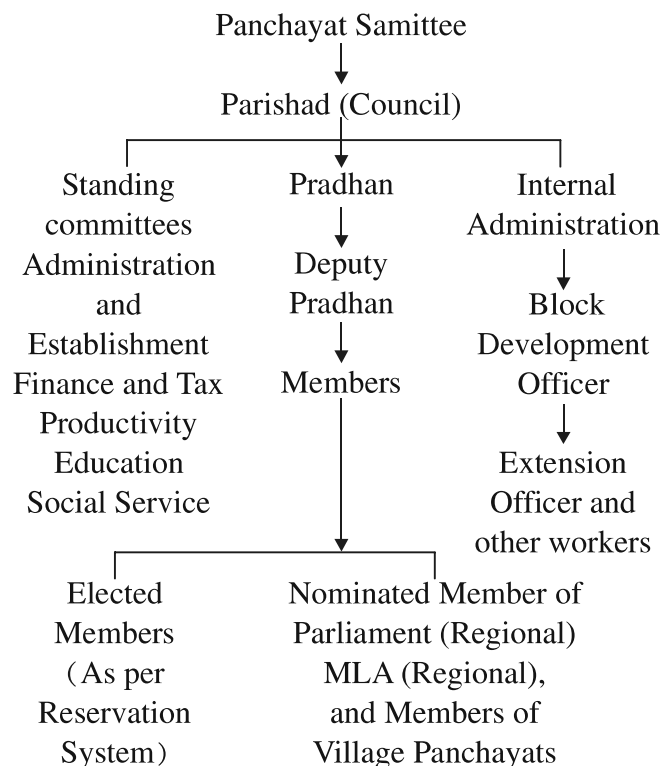 Panchayat Samittee
Parishad (Council)
Standing
committees
Administration
and
Establishment
Finance and Tax
Productivity
Education
Social Service
Pradhan
Deputy
Pradhan
Members
Internal
Administration
Block
Development
Officer
Extension
Officer and
other workers
Elected
Members
(As per
Reservation
System)
Nominated Member of
Parliament (Regional)
MLA (Regional),
and Members of
Village Panchayats